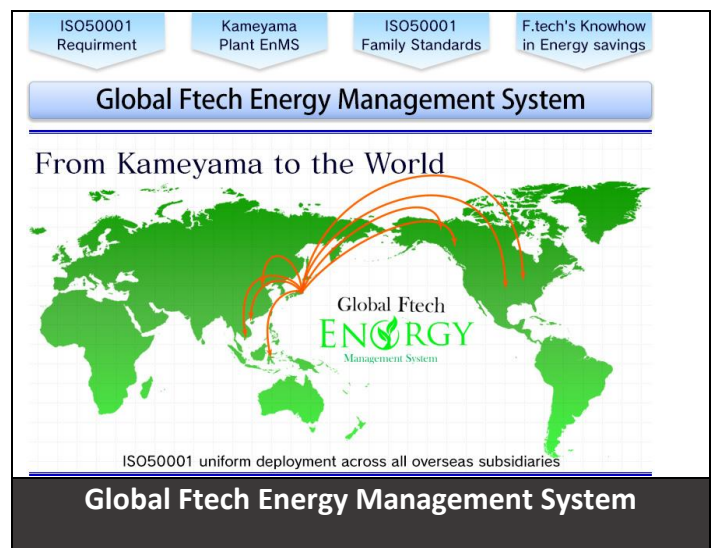 ISO50001
Requirment
Kameyama
Plant EnMS
ISO50001
Family Standards
F.tech's Knowhow
in Energy savings
Global Ftech Energy Management System
From Kameyama to the World
Global Ftech
ENERGY
Management System
ISO50001 uniform deployment across all overseas subsidiaries
Global Ftech Energy Management System